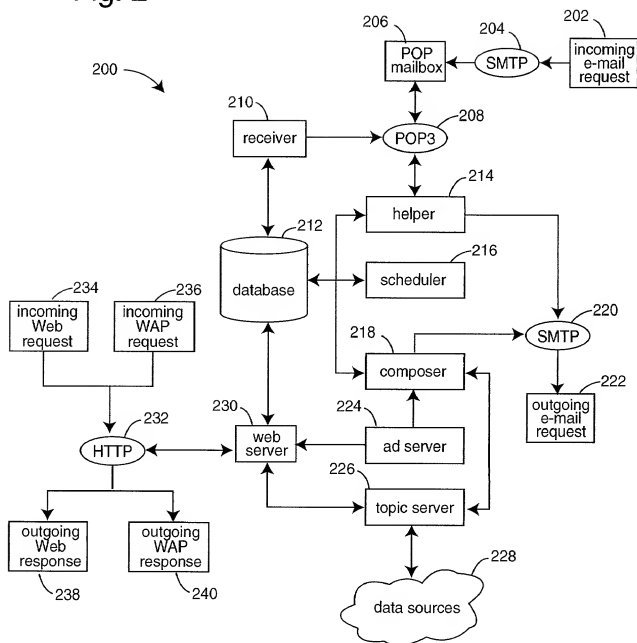 Fig. 2
200
206
POP
mailbox
204
SMTP
202
incoming
e-mail
request
210
receiver
208
POP3
214
helper
212
database
216
scheduler
234
incoming
Web
request
236
incoming
WAP
request
220
SMTP
218
composer
222
outgoing
e-mail
request
230
web
server
224
ad server
232
HTTP
226
topic server
outgoing
Web
response
238
outgoing
WAP
response
240
228
data sources